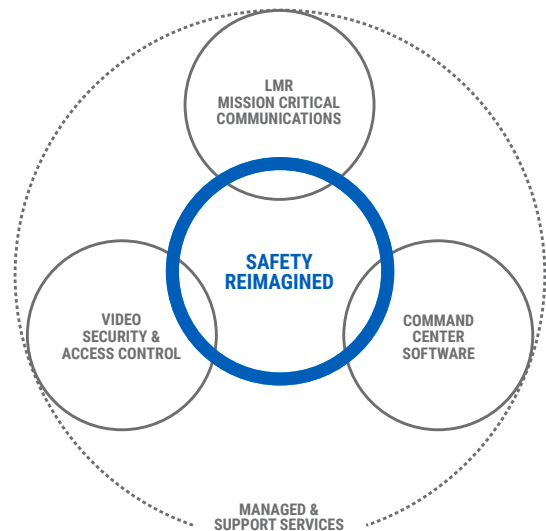 LMR
MISSION CRITICAL
COMMUNICATIONS
SAFETY
REIMAGINED
VIDEO
SECURITY &
ACCESS CONTROL
COMMAND
CENTER
SOFTWARE
MANAGED &
SUPPORT SERVICES